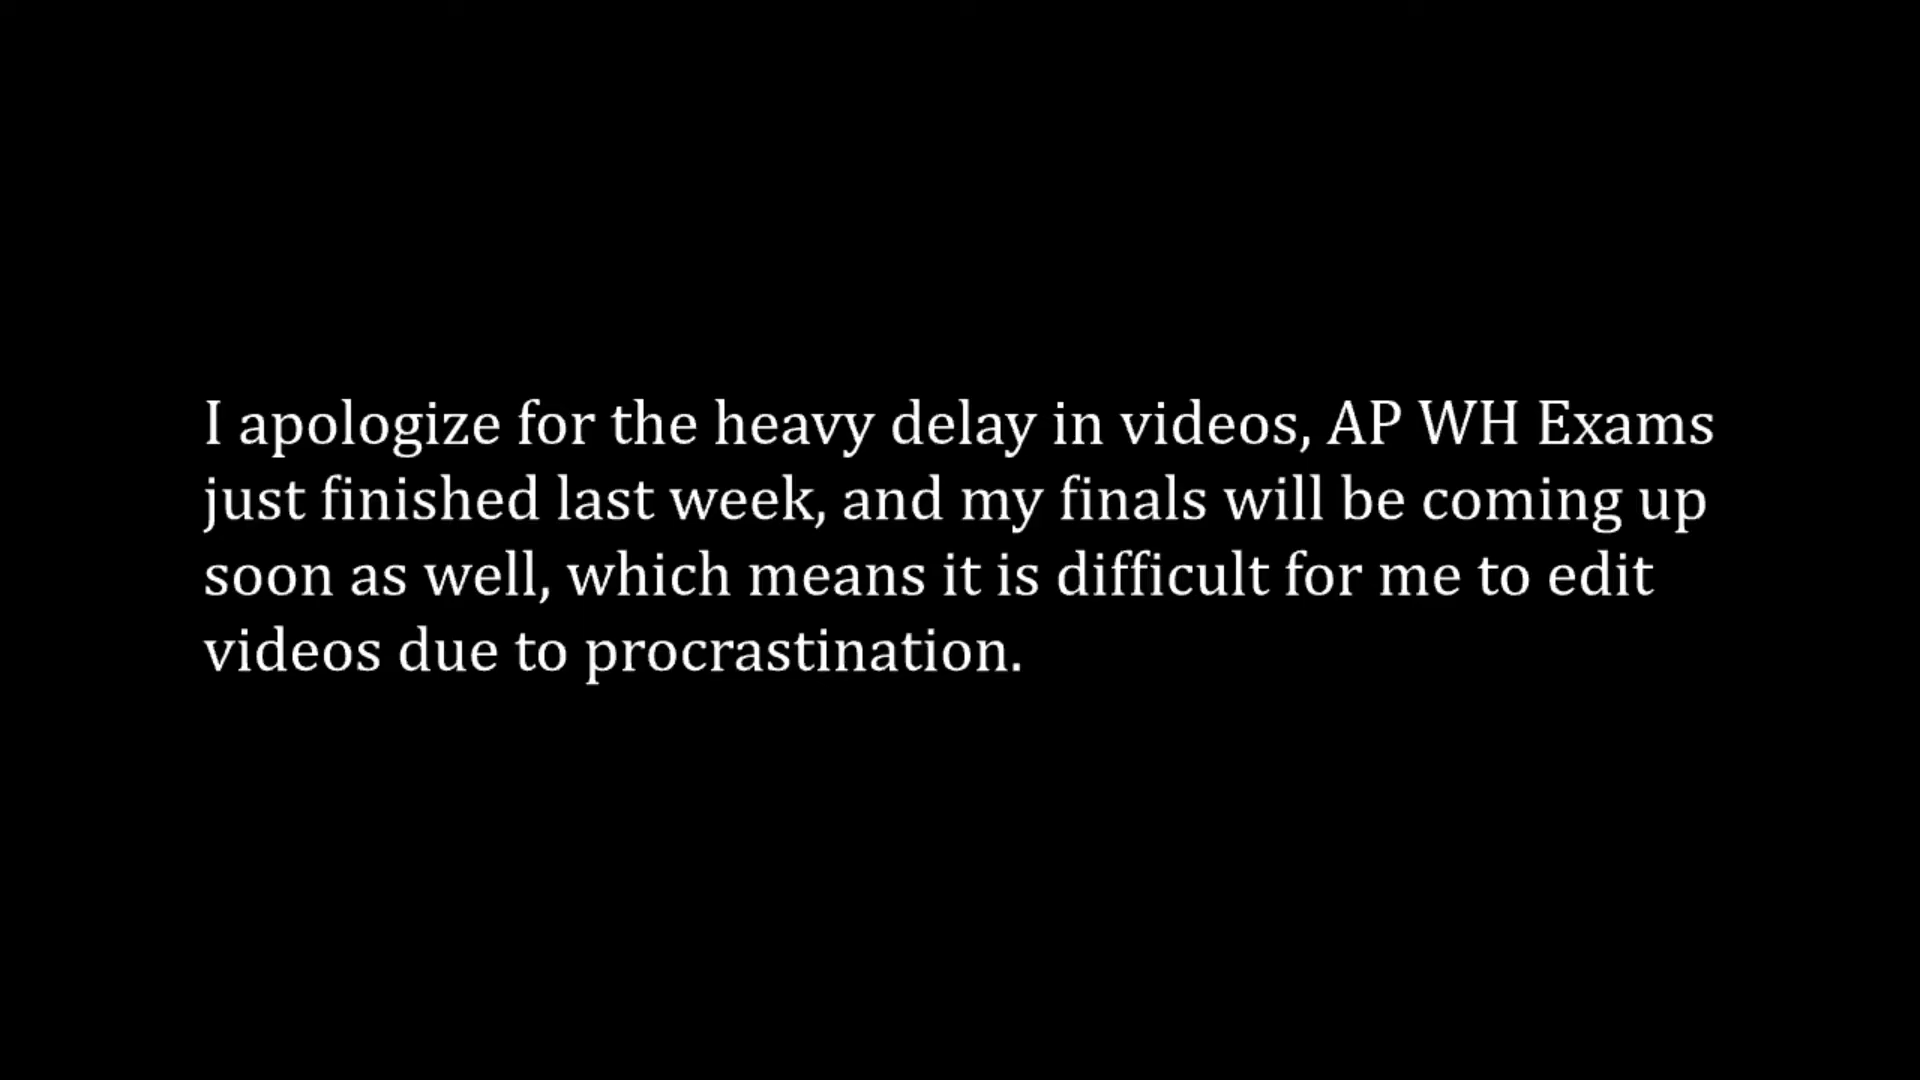 I apologize for the heavy delay in videos, AP WH Exams
just finished last week, and my finals will be coming up
soon as well, which means it is difficult for me to edit
videos due to procrastination.